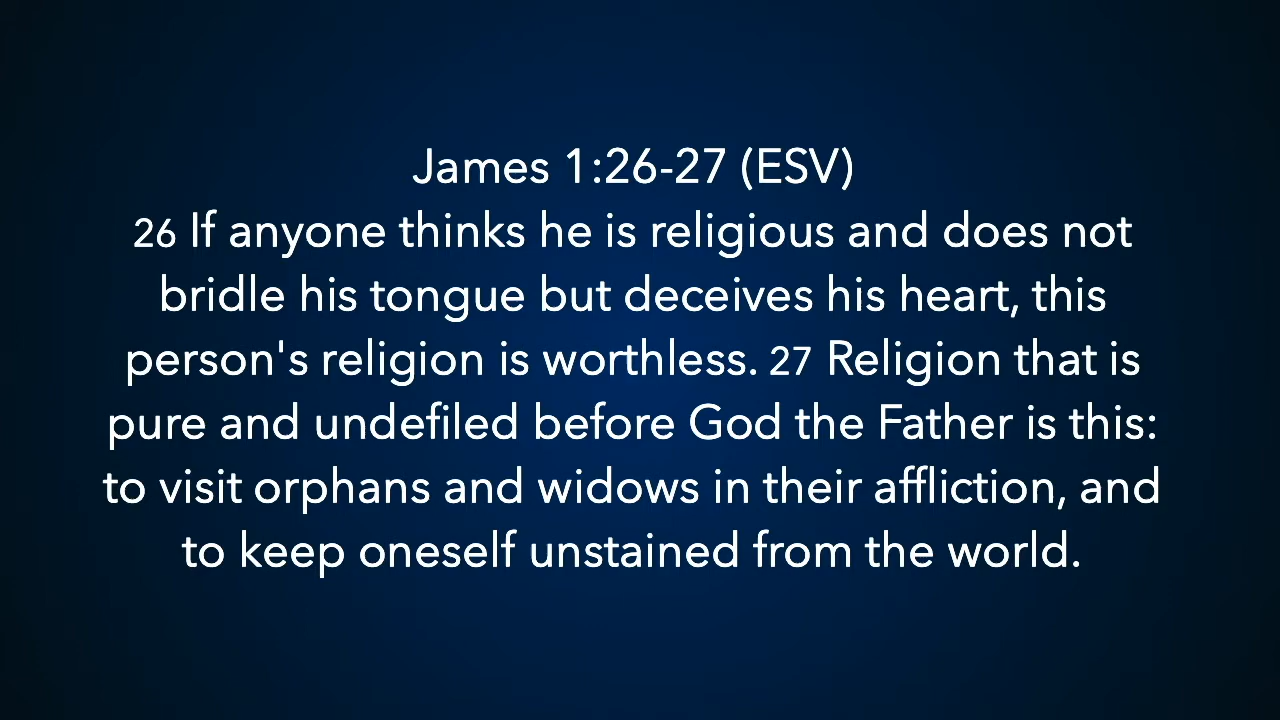 James 1:26-27 (ESV)
26 If anyone thinks he is religious and does not
bridle his tongue but deceives his heart, this
person's religion is worthless. 27 Religion that is
pure and undefiled before God the Father is this:
to visit orphans and widows in their affliction, and
to keep oneself unstained from the world.